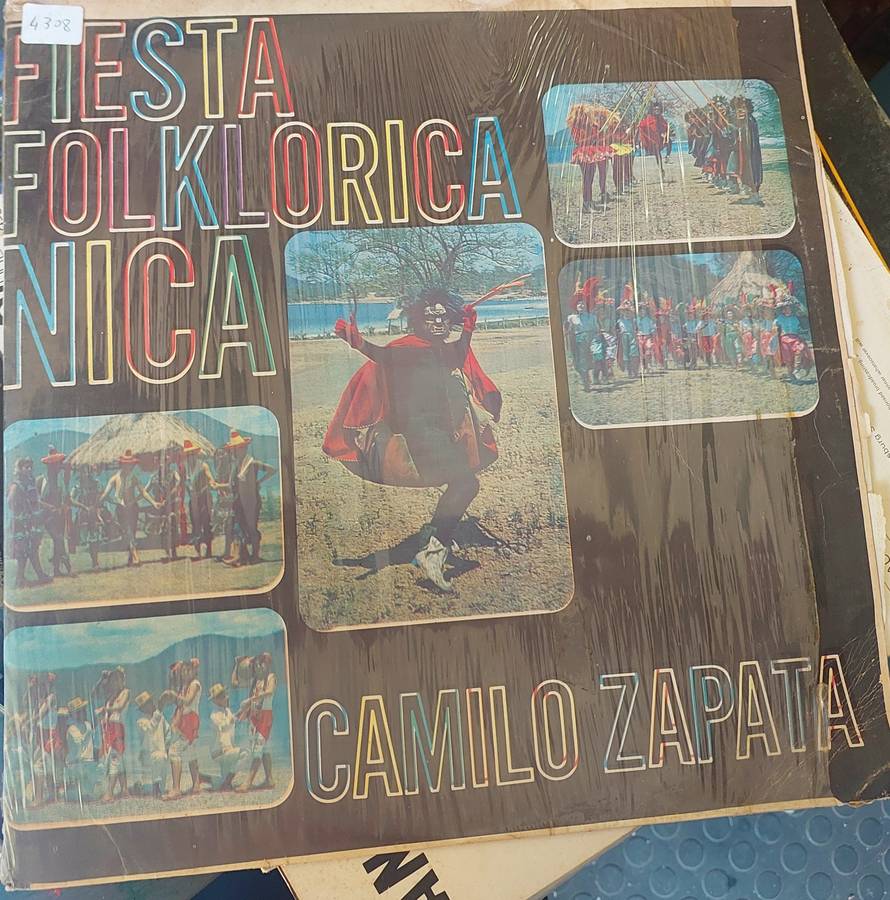 4308
FIESTA
FOLKLORICA
NICA
CAMILO ZAPATA